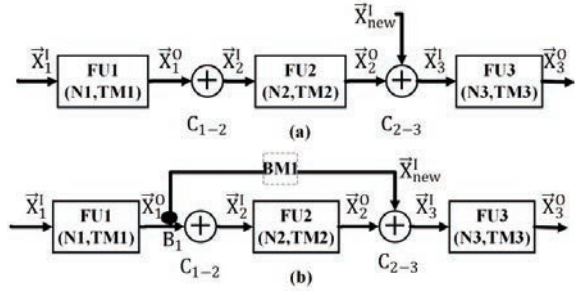 X⃗ᴵnew
X⃗ᴵ₁ X⃗ᴼ₁ X⃗ᴵ₂ X⃗ᴼ₂ X⃗ᴵ₃ X⃗ᴼ₃
FU1 FU2 FU3
(N1,TM1) + (N2,TM2) + (N3,TM3)
C₁₋₂ (a) C₂₋₃
BM1 X⃗ᴵnew
X⃗ᴵ₁ X⃗ᴼ₁ X⃗ᴵ₂ X⃗ᴼ₂ X⃗ᴵ₃ X⃗ᴼ₃
FU1 FU2 FU3
(N1,TM1) B₁ + (N2,TM2) + (N3,TM3)
C₁₋₂ (b) C₂₋₃